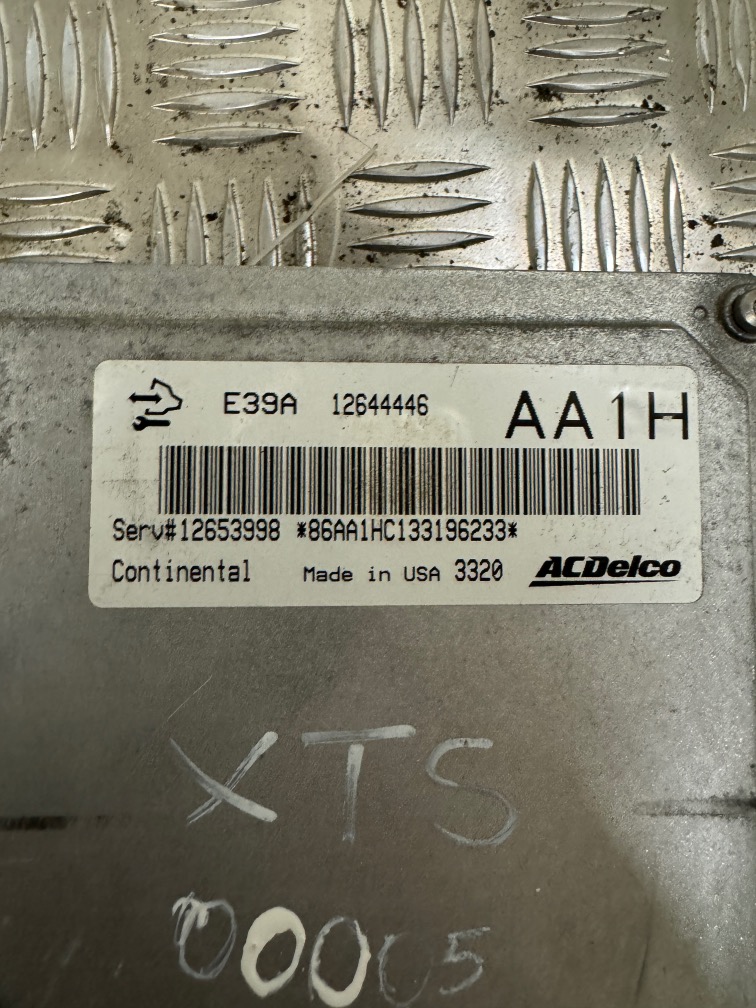 E39A 12644446 AA1H
Serv#12653998 *86AA1HC133196233*
Continental Made in USA 3320 ACDelco
XTS
00005